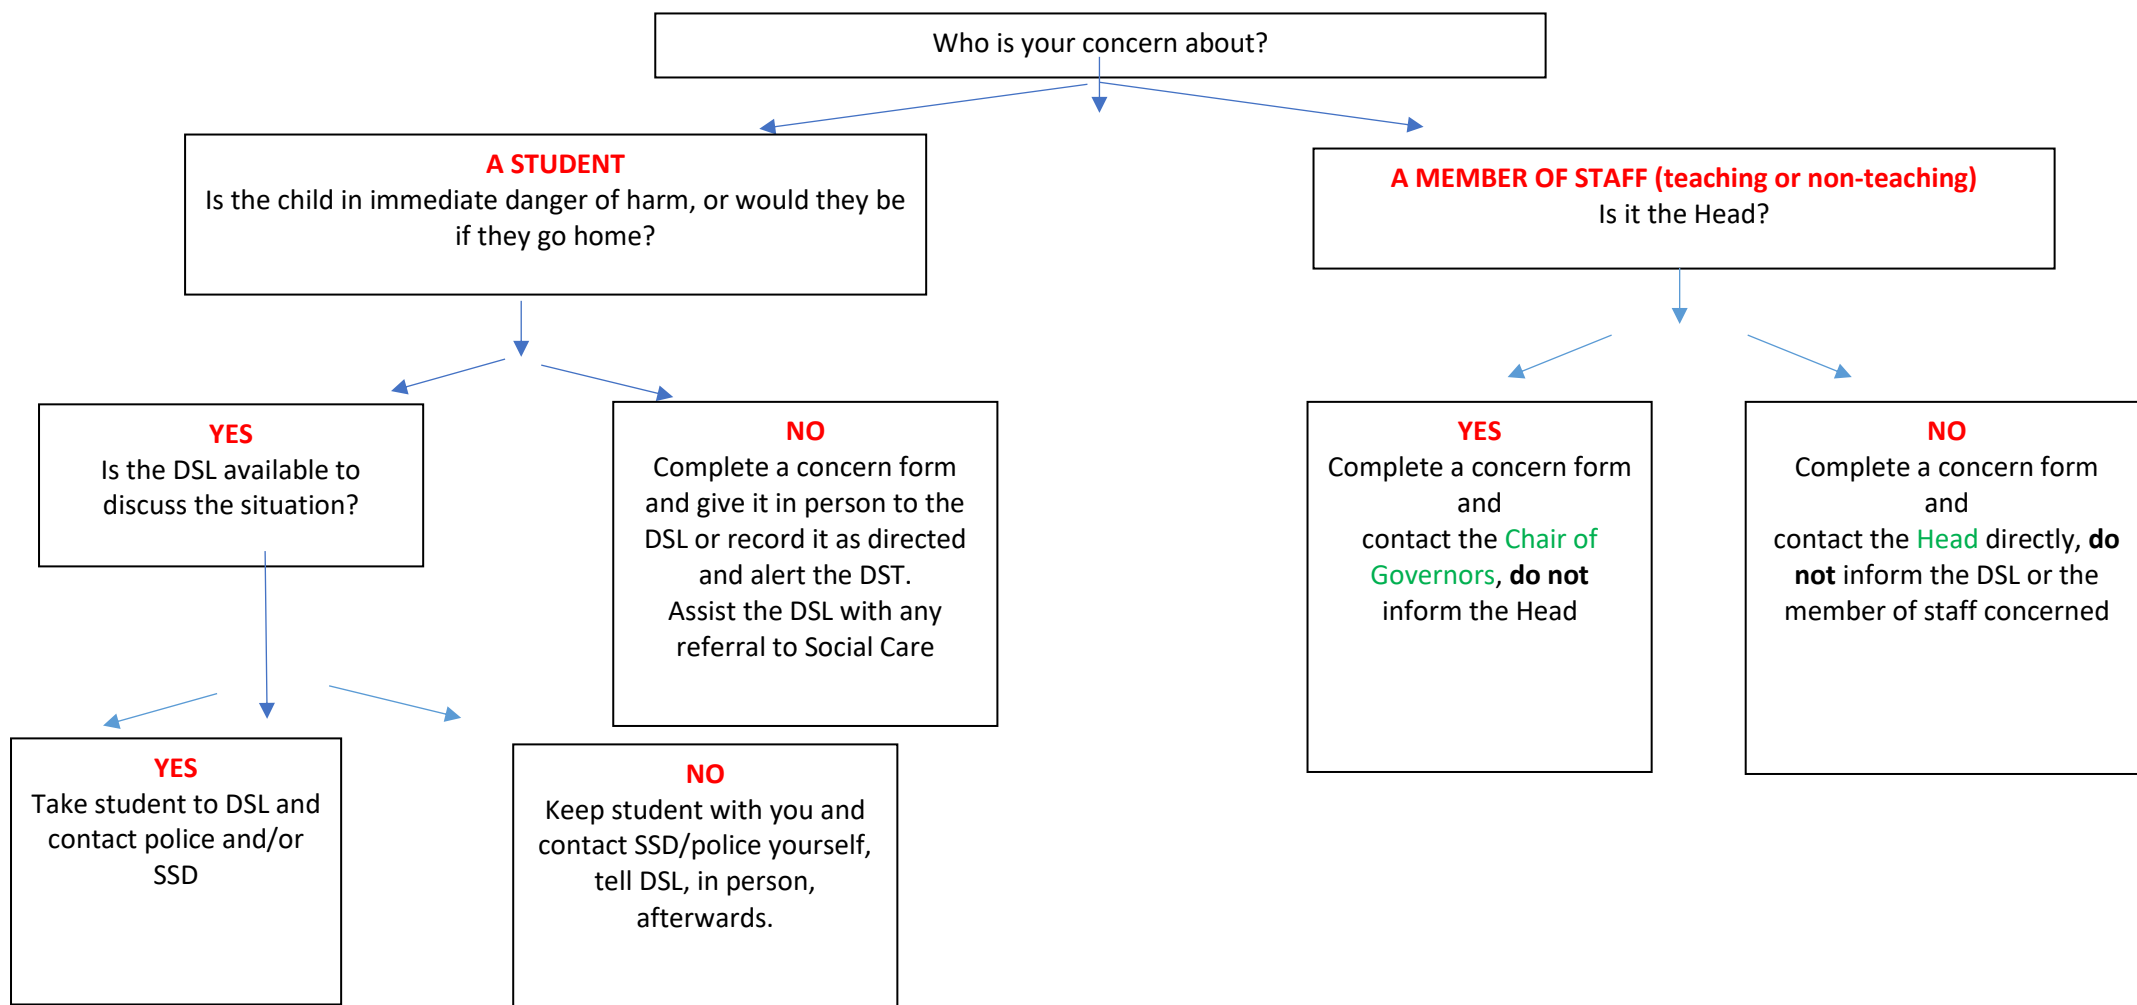 Who is your concern about?
A STUDENT
Is the child in immediate danger of harm, or would they be
if they go home?
A MEMBER OF STAFF (teaching or non-teaching)
Is it the Head?
YES
Is the DSL available to
discuss the situation?
NO
Complete a concern form
and give it in person to the
DSL or record it as directed
and alert the DST.
Assist the DSL with any
referral to Social Care
YES
Complete a concern form
and
contact the Chair of
Governors, do not
inform the Head
NO
Complete a concern form
and
contact the Head directly, do
not inform the DSL or the
member of staff concerned
YES
Take student to DSL and
contact police and/or
SSD
NO
Keep student with you and
contact SSD/police yourself,
tell DSL, in person,
afterwards.